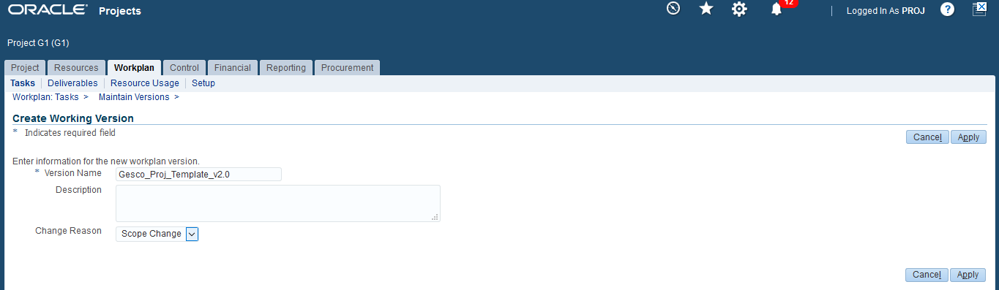 ORACLE® Projects
12
Logged In As PROJ
Project G1 (G1)
Project Resources Workplan Control Financial Reporting Procurement
Tasks Deliverables Resource Usage Setup
Workplan: Tasks > Maintain Versions >
Create Working Version
* Indicates required field
Cancel Apply
Enter information for the new workplan version.
* Version Name Gesco_Proj_Template_v2.0
Description
Change Reason Scope Change
Cancel Apply